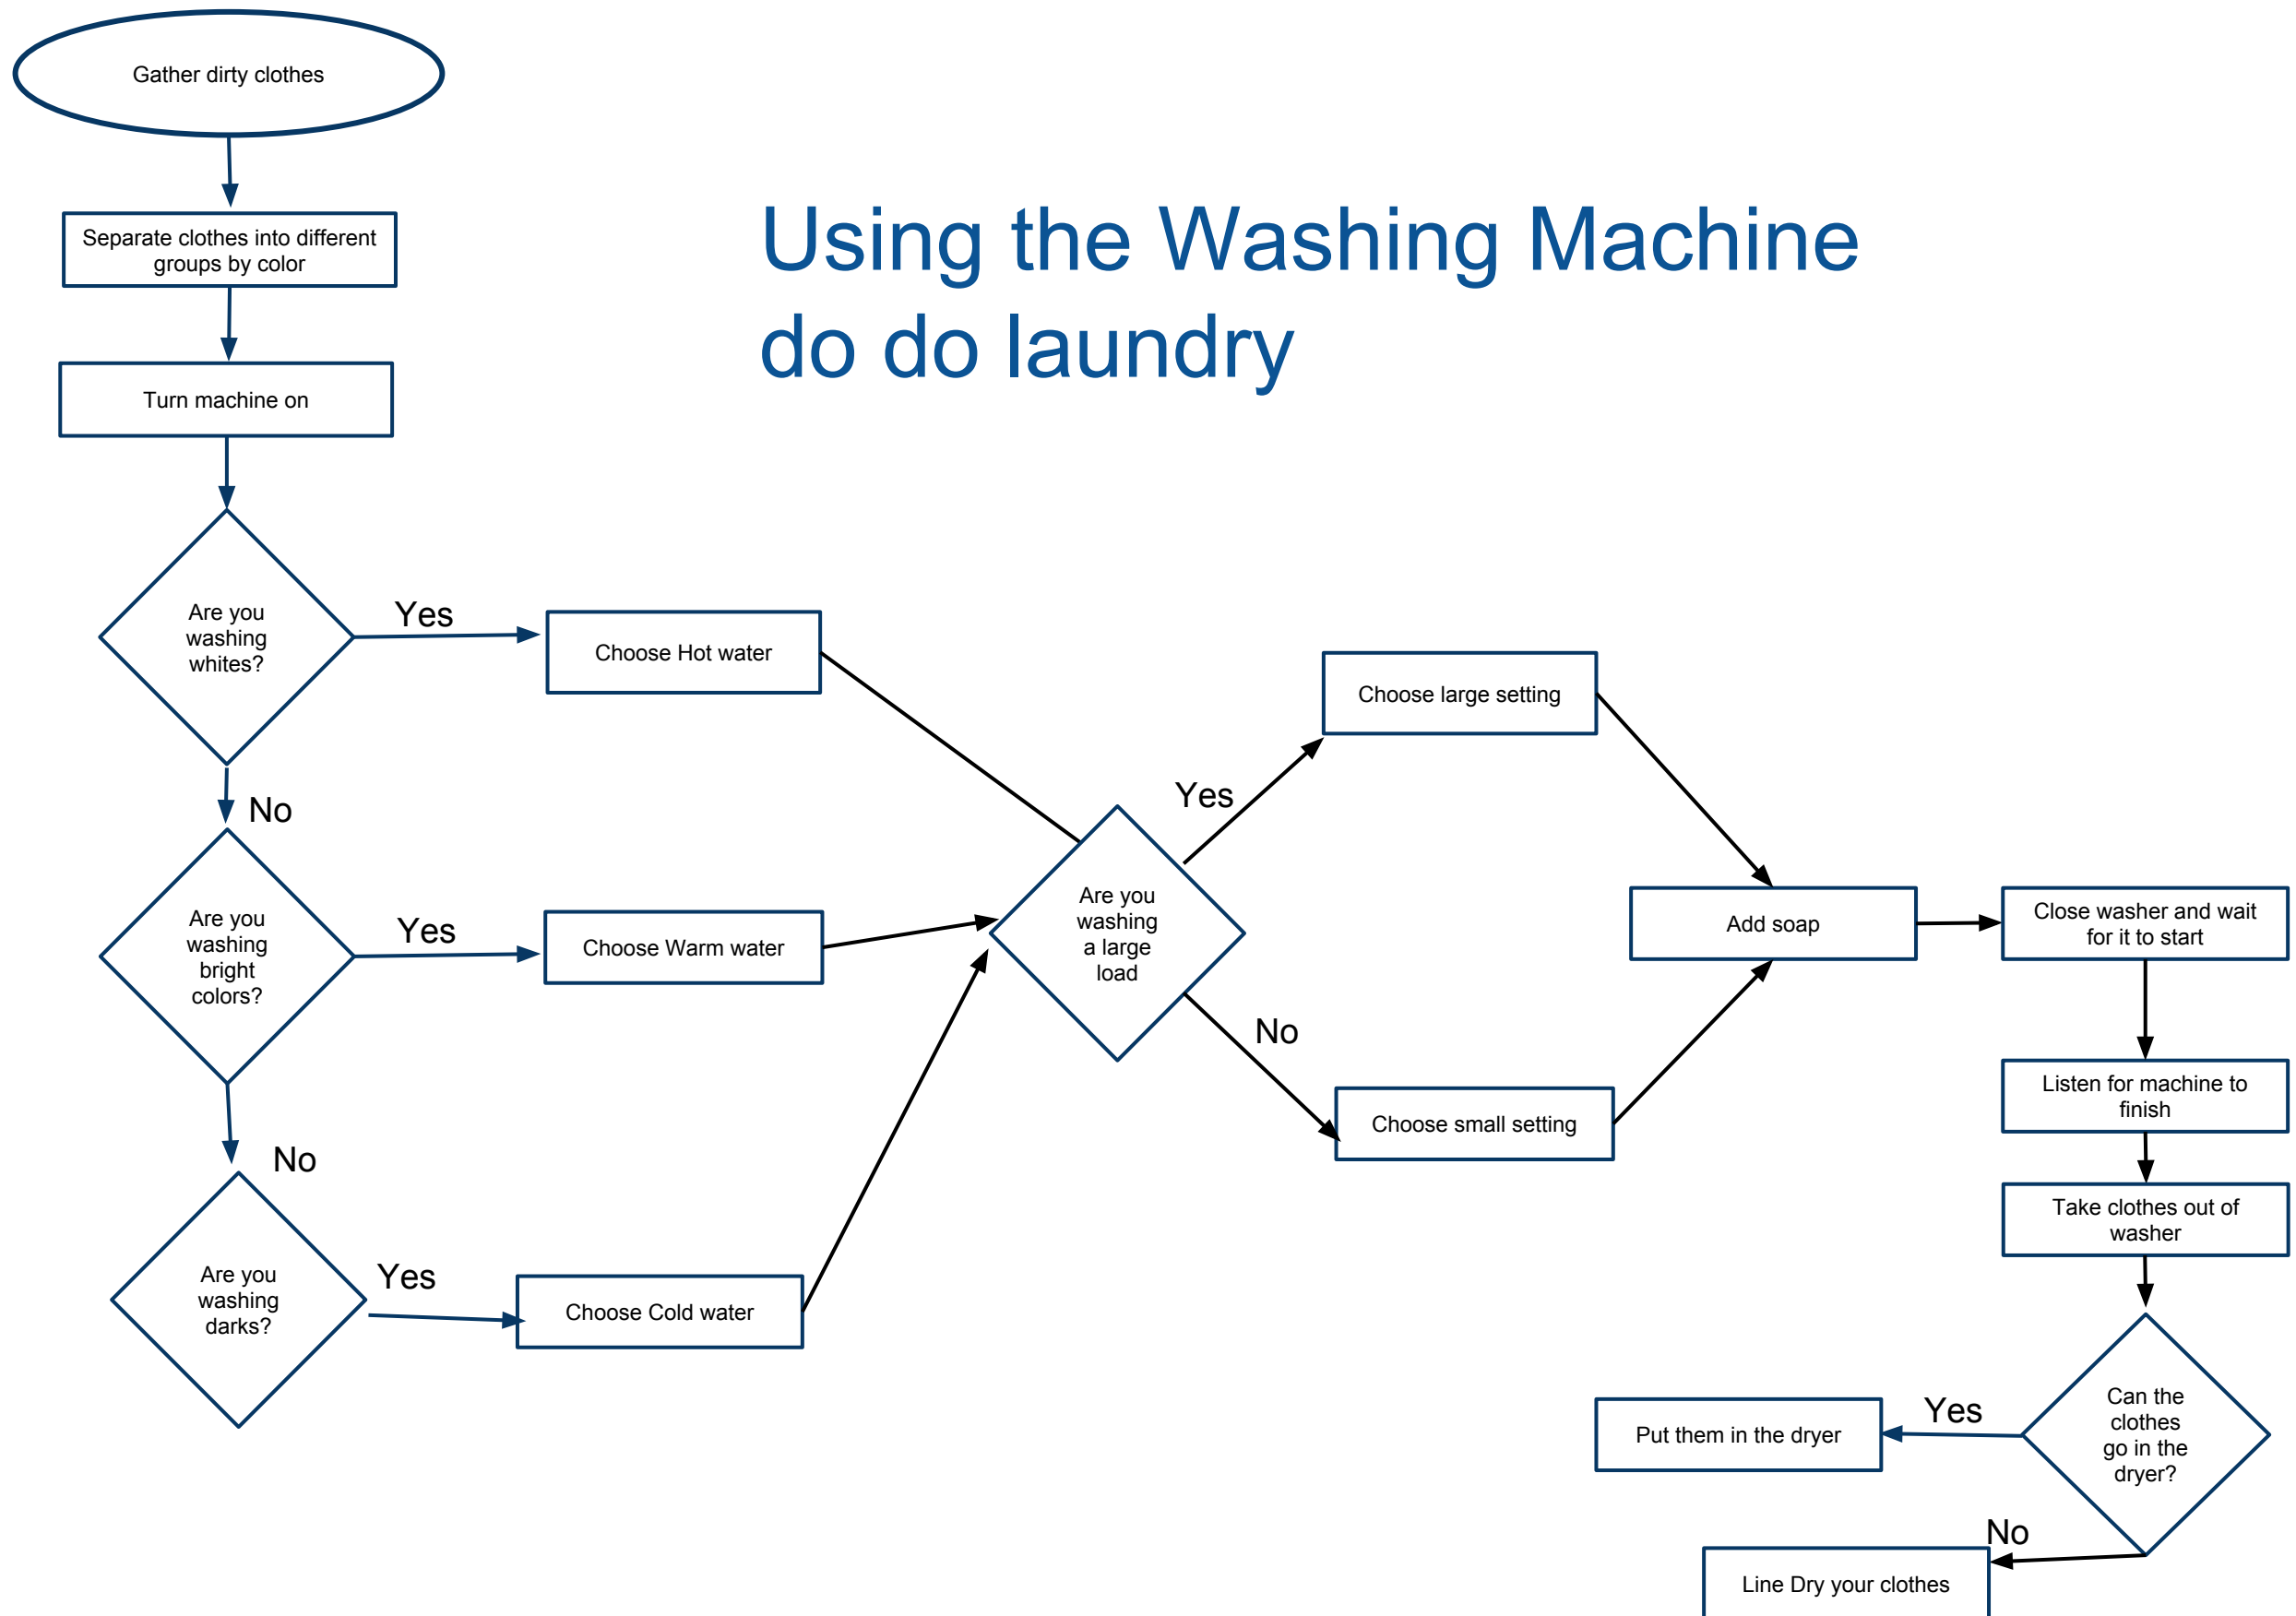 Gather dirty clothes
Separate clothes into different
groups by color
Using the Washing Machine
do do laundry
Turn machine on
Are you
washing
whites?
Yes
Choose Hot water
No
Are you
washing
bright
colors?
Yes
Choose Warm water
No
Are you
washing
darks?
Yes
Choose Cold water
Are you
washing
a large
load
Yes
Choose large setting
No
Choose small setting
Add soap
Close washer and wait
for it to start
Listen for machine to
finish
Take clothes out of
washer
Can the
clothes
go in the
dryer?
Yes
Put them in the dryer
No
Line Dry your clothes